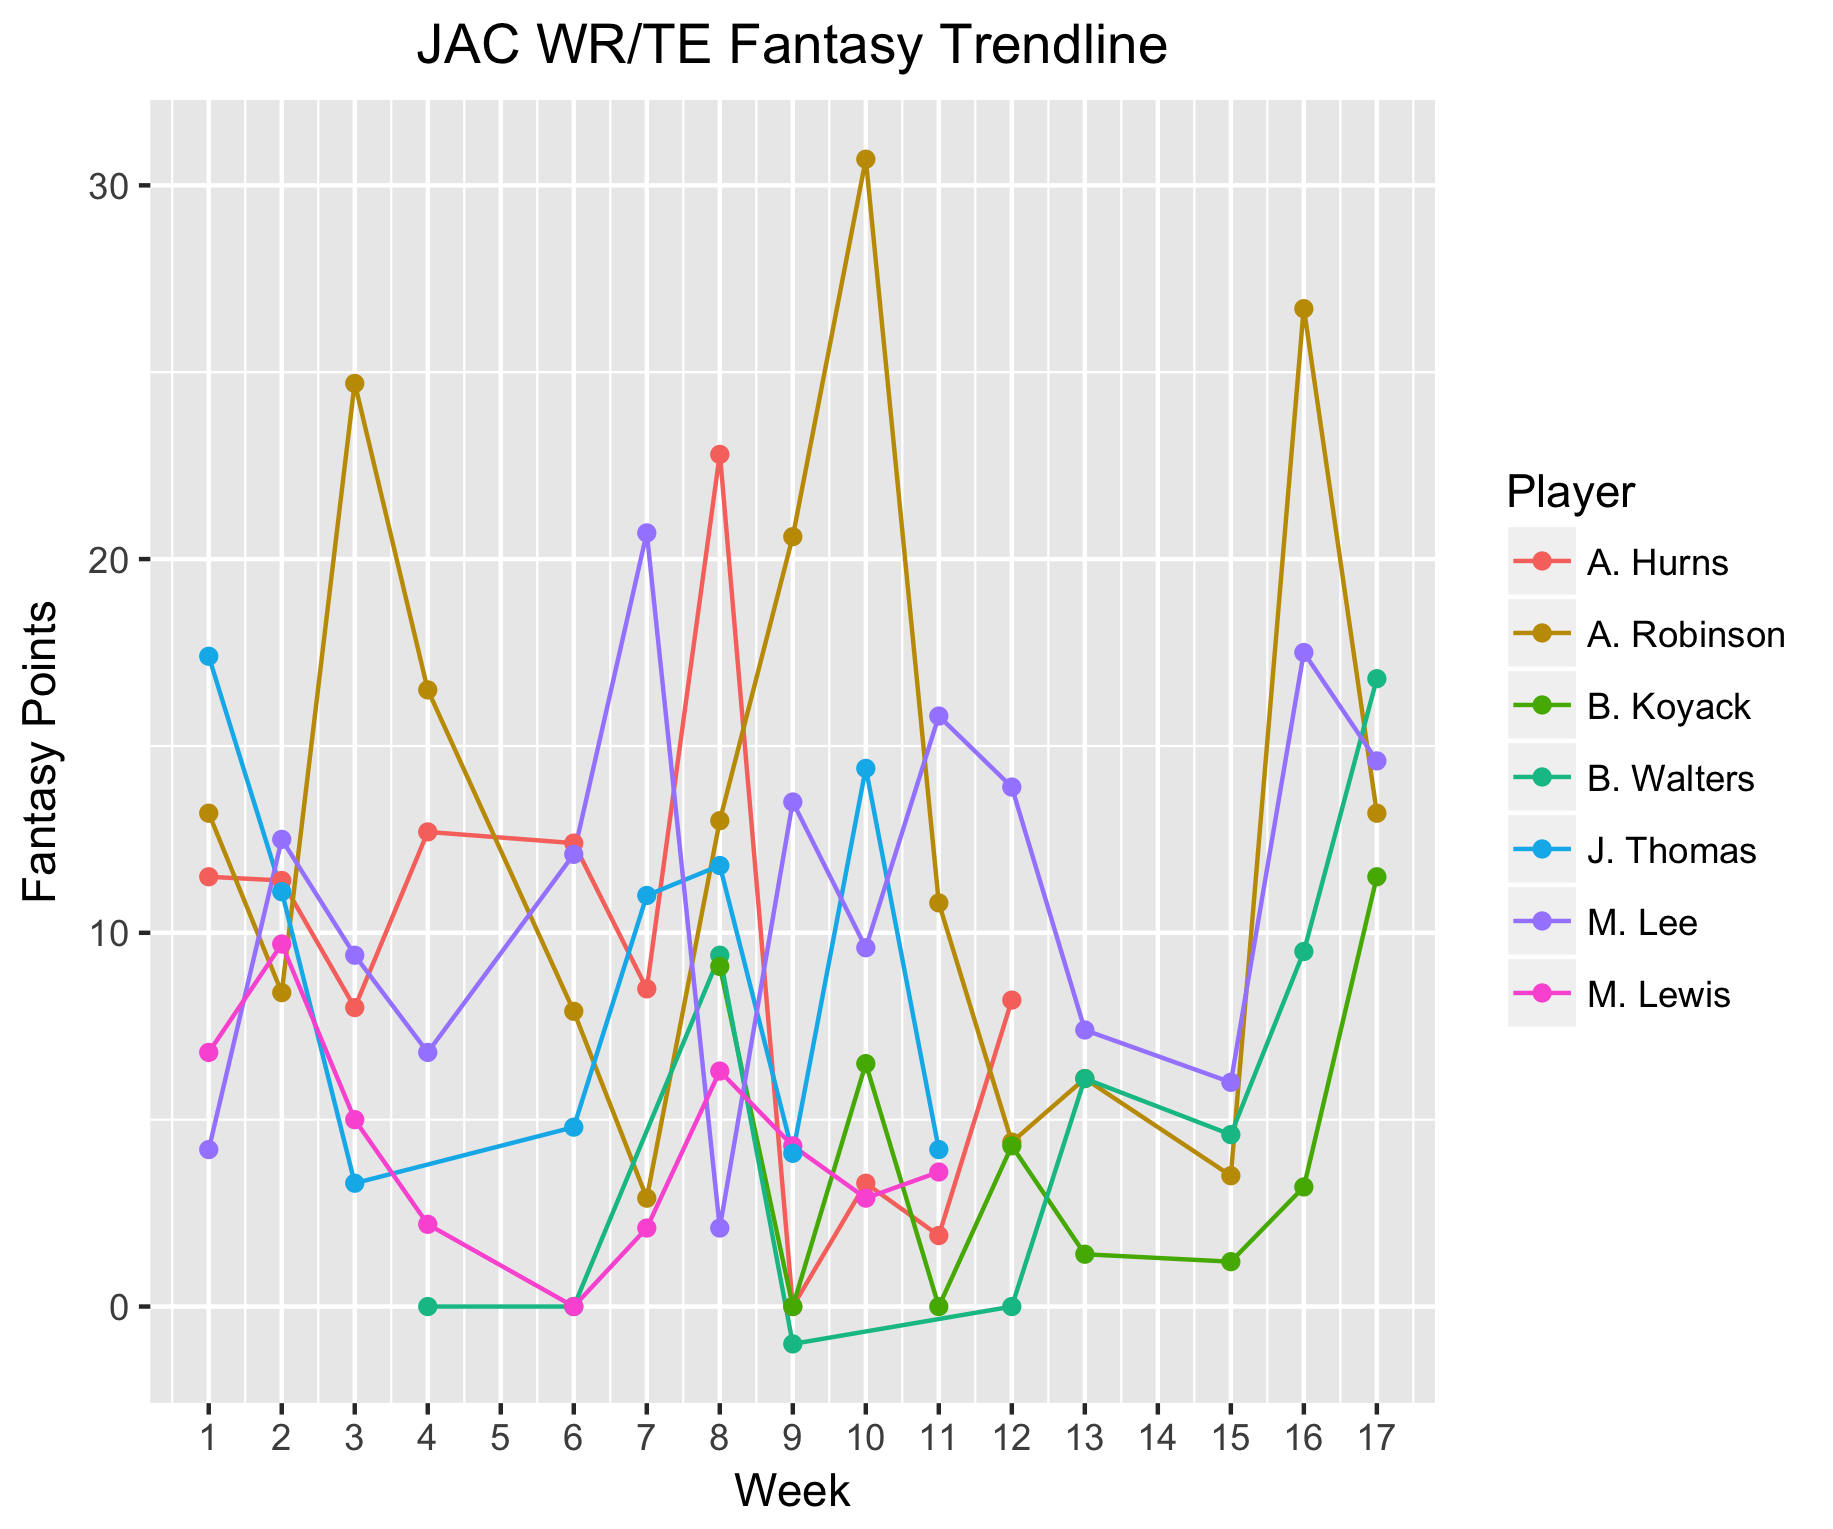 JAC WR/TE Fantasy Trendline
30
20
10
0
Fantasy Points
1 2 3 4 5 6 7 8 9 10 11 12 13 14 15 16 17
Week
Player
A. Hurns
A. Robinson
B. Koyack
B. Walters
J. Thomas
M. Lee
M. Lewis